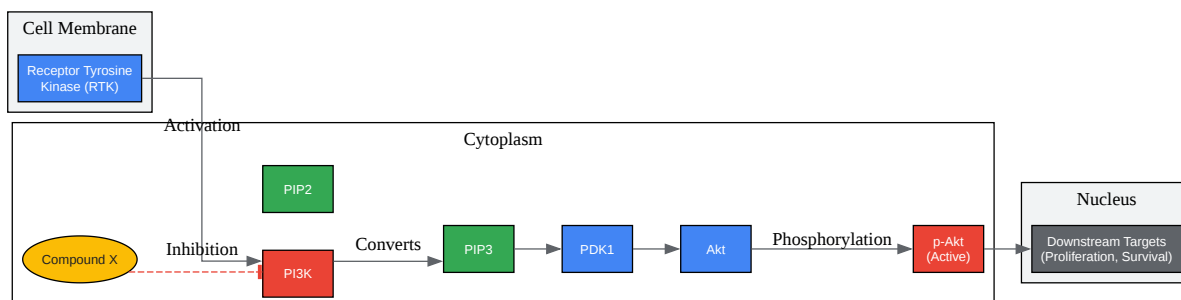 Cell Membrane
Receptor Tyrosine
Kinase (RTK)
Activation
Cytoplasm
PIP2
Compound X
Inhibition
PI3K
Converts
PIP3
PDK1
Akt
Phosphorylation
p-Akt
(Active)
Nucleus
Downstream Targets
(Proliferation, Survival)